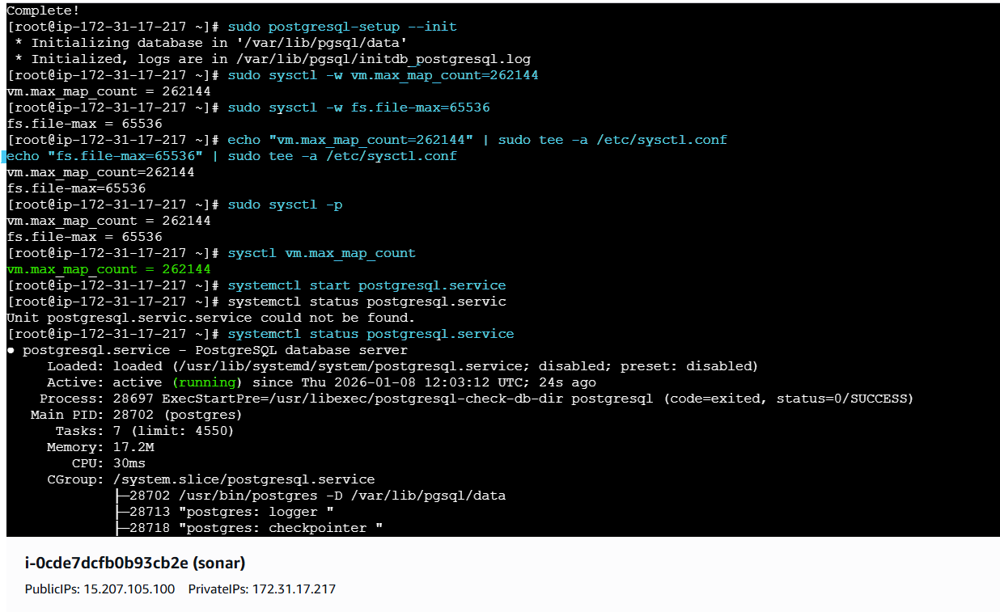 Complete!
[root@ip-172-31-17-217 ~]# sudo postgresql-setup --init
 * Initializing database in '/var/lib/pgsql/data'
 * Initialized, logs are in /var/lib/pgsql/initdb_postgresql.log
[root@ip-172-31-17-217 ~]# sudo sysctl -w vm.max_map_count=262144
vm.max_map_count = 262144
[root@ip-172-31-17-217 ~]# sudo sysctl -w fs.file-max=65536
fs.file-max = 65536
[root@ip-172-31-17-217 ~]# echo "vm.max_map_count=262144" | sudo tee -a /etc/sysctl.conf
echo "fs.file-max=65536" | sudo tee -a /etc/sysctl.conf
vm.max_map_count=262144
fs.file-max=65536
[root@ip-172-31-17-217 ~]# sudo sysctl -p
vm.max_map_count = 262144
fs.file-max = 65536
[root@ip-172-31-17-217 ~]# sysctl vm.max_map_count
vm.max_map_count = 262144
[root@ip-172-31-17-217 ~]# systemctl start postgresql.service
[root@ip-172-31-17-217 ~]# systemctl status postgresql.servic
Unit postgresql.servic.service could not be found.
[root@ip-172-31-17-217 ~]# systemctl status postgresql.service
● postgresql.service - PostgreSQL database server
     Loaded: loaded (/usr/lib/systemd/system/postgresql.service; disabled; preset: disabled)
     Active: active (running) since Thu 2026-01-08 12:03:12 UTC; 24s ago
    Process: 28697 ExecStartPre=/usr/libexec/postgresql-check-db-dir postgresql (code=exited, status=0/SUCCESS)
   Main PID: 28702 (postgres)
      Tasks: 7 (limit: 4550)
     Memory: 17.2M
        CPU: 30ms
     CGroup: /system.slice/postgresql.service
             ├─28702 /usr/bin/postgres -D /var/lib/pgsql/data
             ├─28713 "postgres: logger "
             ├─28718 "postgres: checkpointer "
i-0cde7dcfb0b93cb2e (sonar)
PublicIPs: 15.207.105.100    PrivateIPs: 172.31.17.217